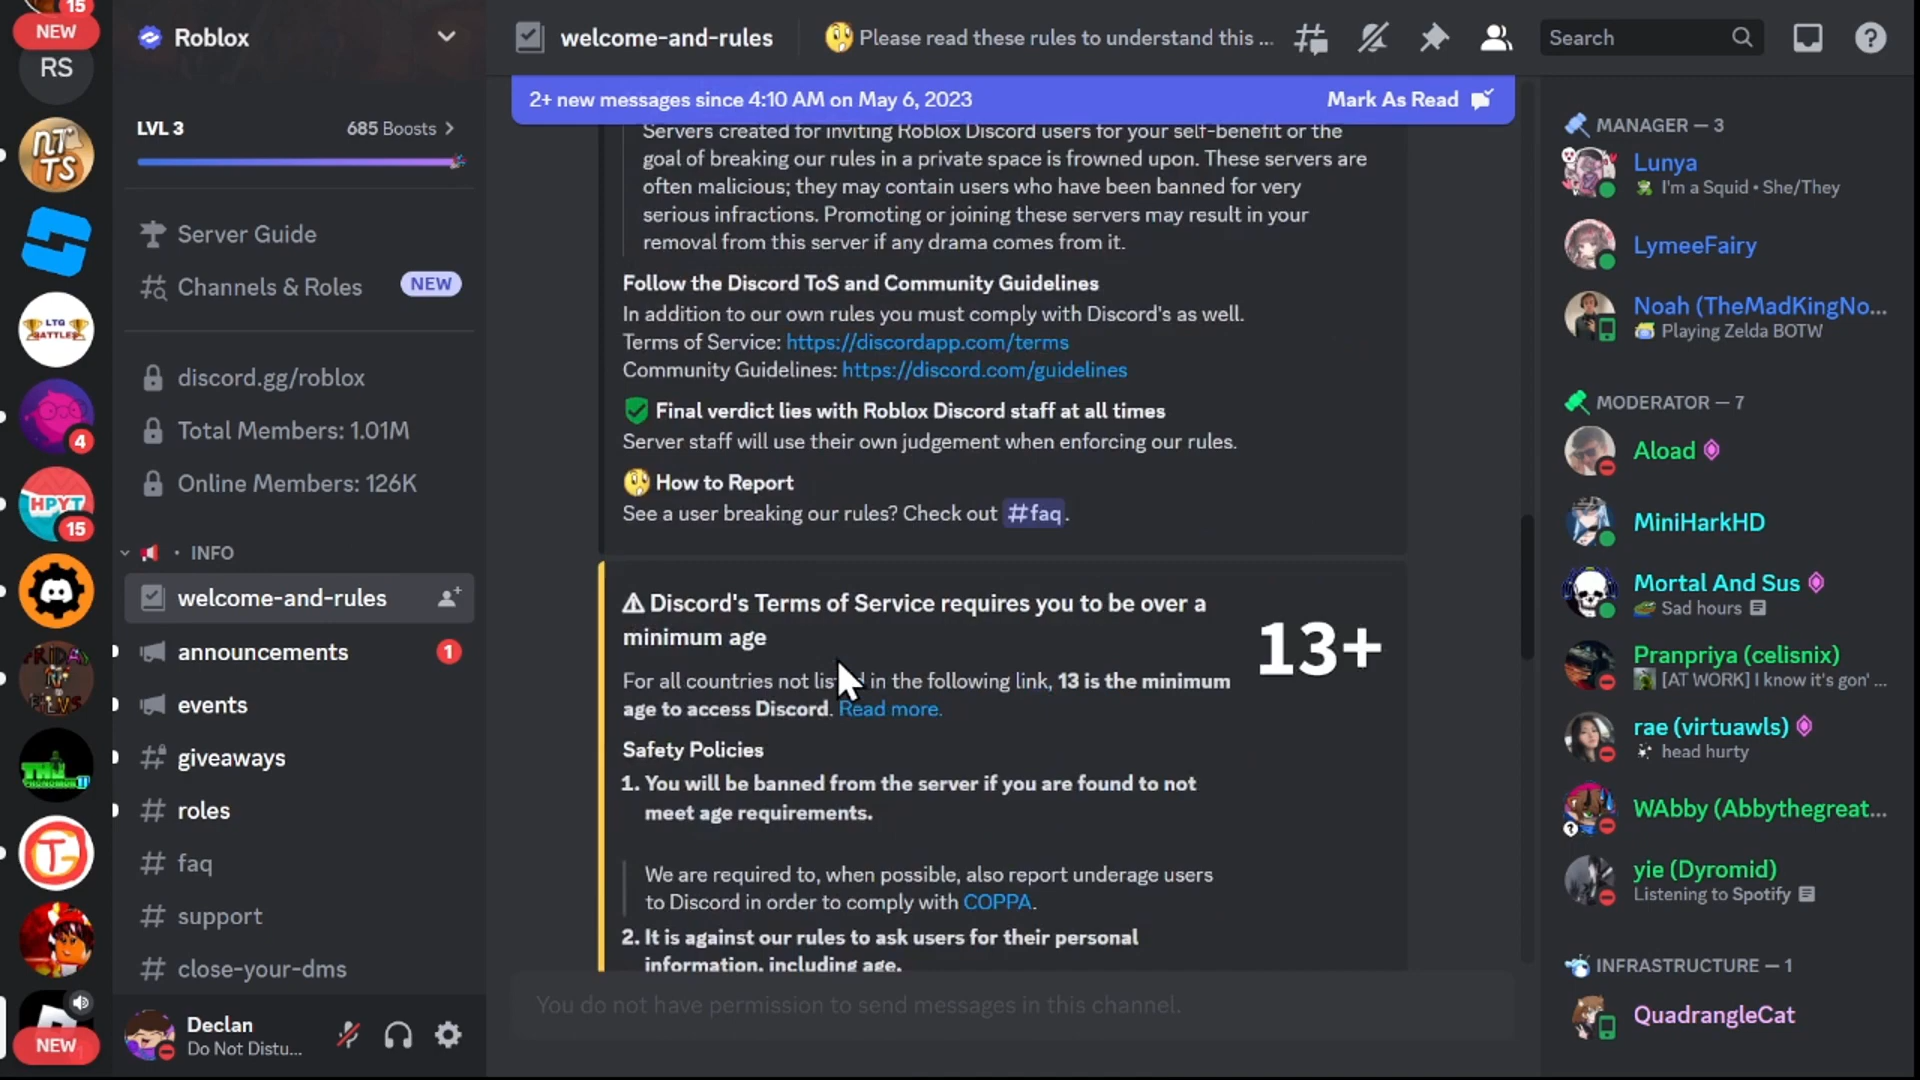 15
NEW
RS
NT
TS
LTG
BATTLES
4
HPYT
15
NEW
Roblox
LVL 3
685 Boosts
Server Guide
Channels & Roles
NEW
discord.gg/roblox
Total Members: 1.01M
Online Members: 126K
• INFO
welcome-and-rules
announcements
1
events
giveaways
roles
faq
support
close-your-dms
Declan
Do Not Distu...
welcome-and-rules
Please read these rules to understand this ...
Search
2+ new messages since 4:10 AM on May 6, 2023
Mark As Read
Servers created for inviting Roblox Discord users for your self-benefit or the
goal of breaking our rules in a private space is frowned upon. These servers are
often malicious; they may contain users who have been banned for very
serious infractions. Promoting or joining these servers may result in your
removal from this server if any drama comes from it.
Follow the Discord ToS and Community Guidelines
In addition to our own rules you must comply with Discord's as well.
Terms of Service: https://discordapp.com/terms
Community Guidelines: https://discord.com/guidelines
Final verdict lies with Roblox Discord staff at all times
Server staff will use their own judgement when enforcing our rules.
How to Report
See a user breaking our rules? Check out #faq.
Discord's Terms of Service requires you to be over a
minimum age
13+
For all countries not listed in the following link, 13 is the minimum
age to access Discord. Read more.
Safety Policies
1. You will be banned from the server if you are found to not
meet age requirements.
We are required to, when possible, also report underage users
to Discord in order to comply with COPPA.
2. It is against our rules to ask users for their personal
information, including age.
You do not have permission to send messages in this channel.
MANAGER — 3
Lunya
I'm a Squid • She/They
LymeeFairy
Noah (TheMadKingNo...
Playing Zelda BOTW
MODERATOR — 7
Aload
MiniHarkHD
Mortal And Sus
Sad hours
Pranpriya (celisnix)
[AT WORK] I know it's gon' ...
rae (virtuawls)
head hurty
WAbby (Abbythegreat...
yie (Dyromid)
Listening to Spotify
INFRASTRUCTURE — 1
QuadrangleCat